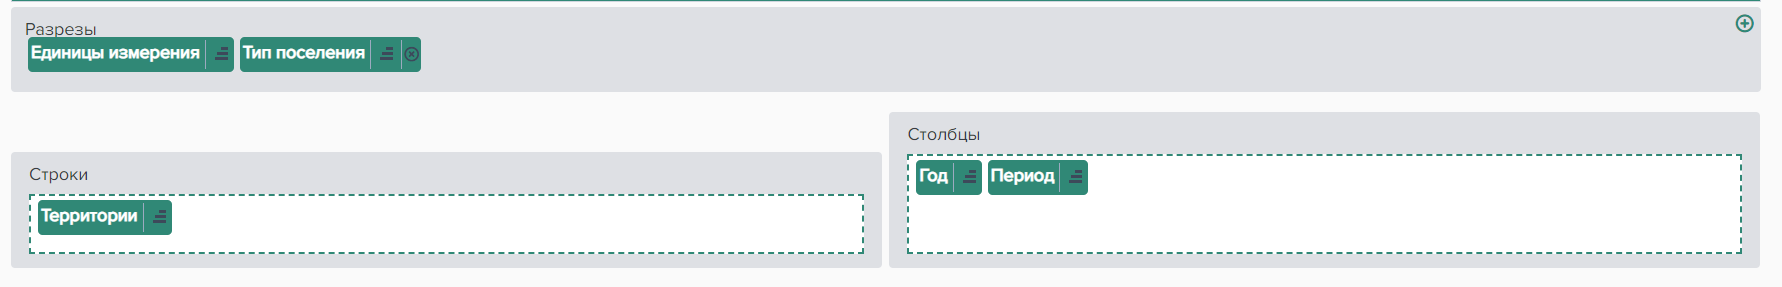 Разрезы
Единицы измерения Тип поселения
Столбцы
Год Период
Строки
Территории